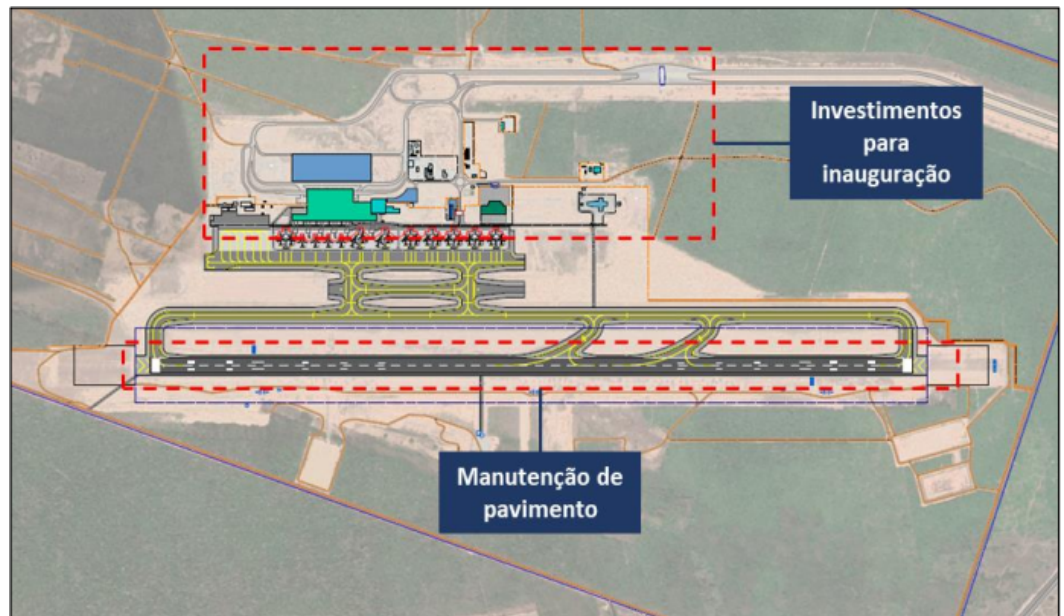 Investimentos
para
inauguração
Manutenção de
pavimento